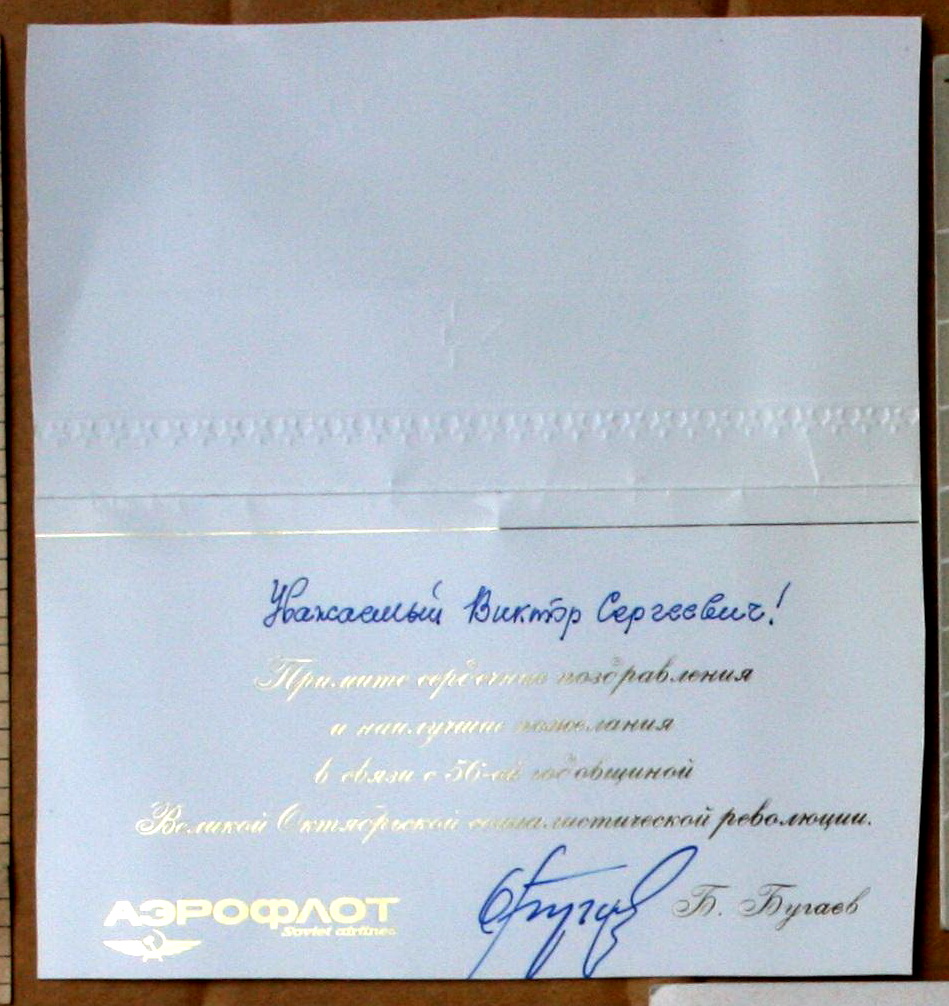 Уважаемый Виктор Сергеевич!
Примите сердечные поздравления
и наилучшие пожелания
в связи с 56-ой годовщиной
Великой Октябрьской социалистической революции.
Б. Бугаев
АЭРОФЛОТ
Soviet airlines